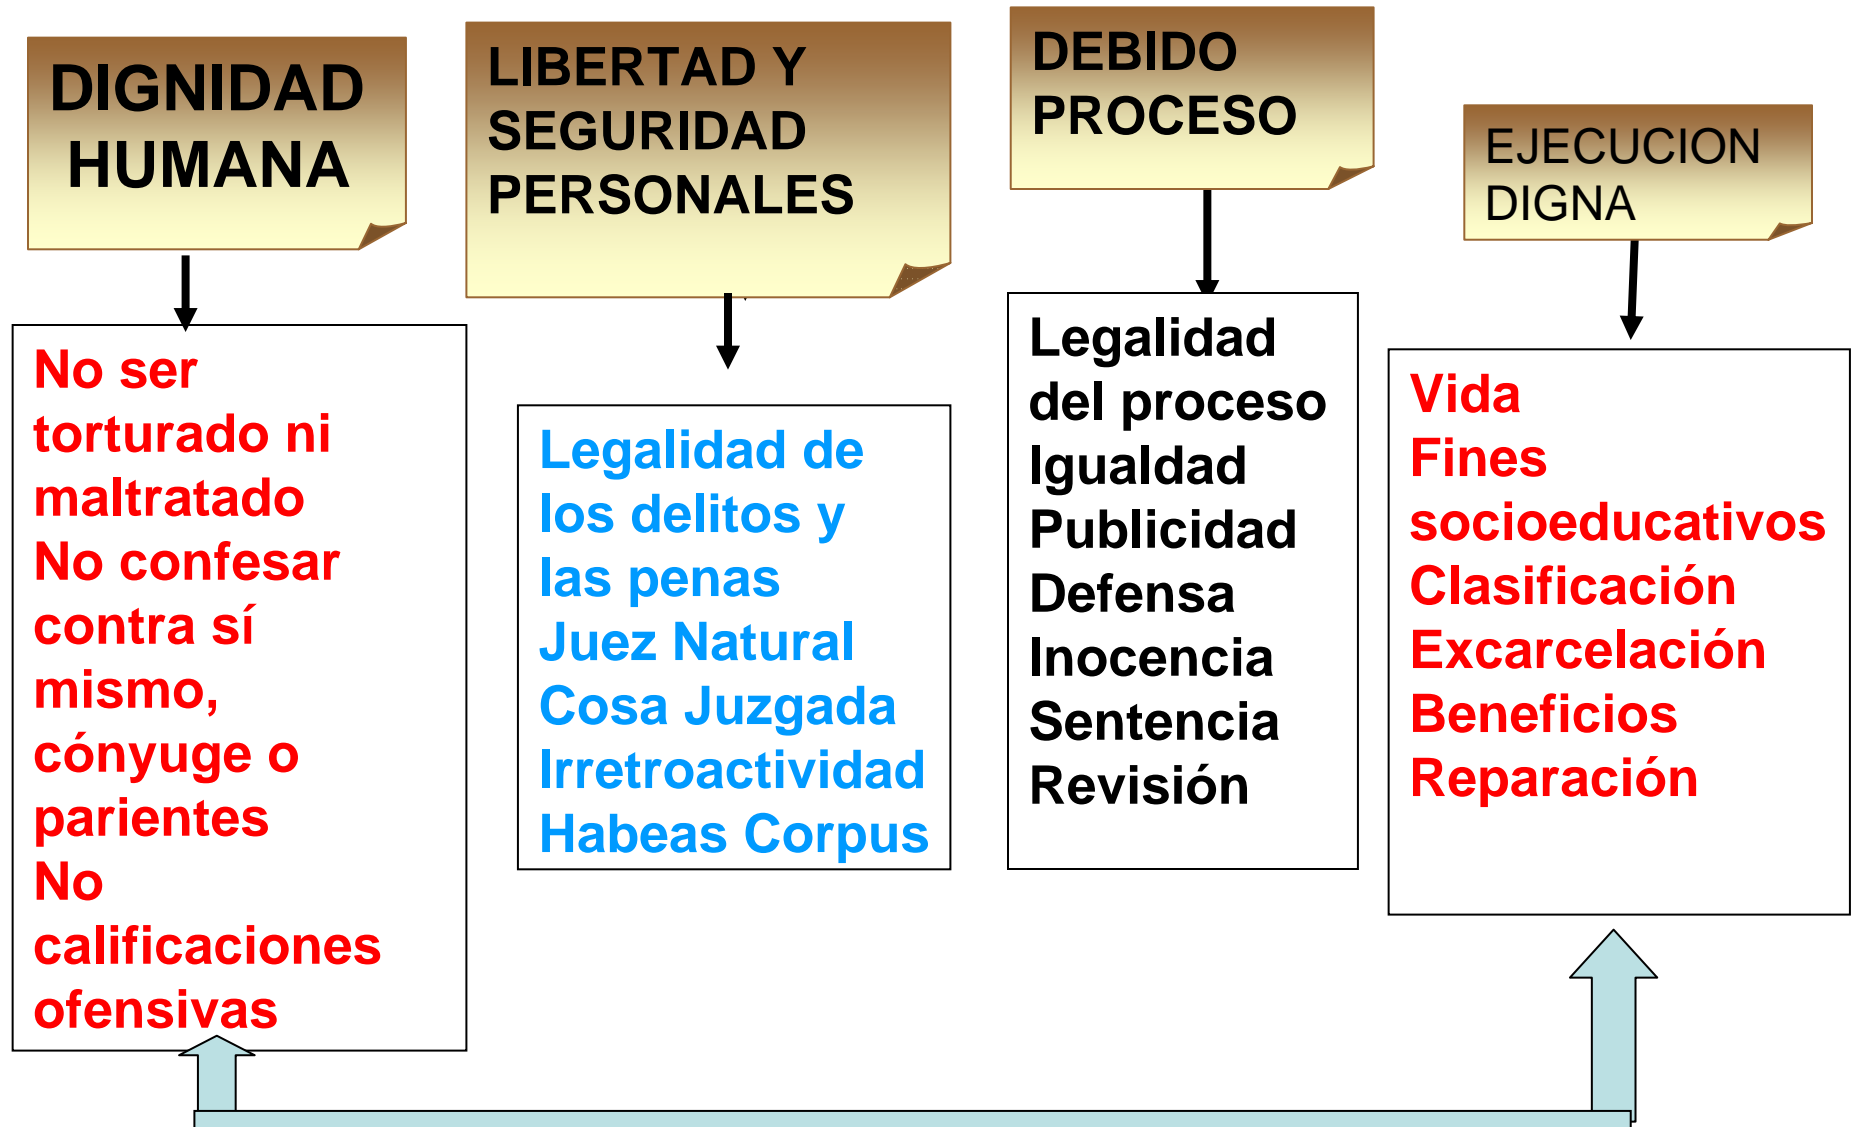 DIGNIDAD
HUMANA
No ser
torturado ni
maltratado
No confesar
contra sí
mismo,
cónyuge o
parientes
No
calificaciones
ofensivas
LIBERTAD Y
SEGURIDAD
PERSONALES
Legalidad de
los delitos y
las penas
Juez Natural
Cosa Juzgada
Irretroactividad
Habeas Corpus
DEBIDO
PROCESO
Legalidad
del proceso
Igualdad
Publicidad
Defensa
Inocencia
Sentencia
Revisión
EJECUCION
DIGNA
Vida
Fines
socioeducativos
Clasificación
Excarcelación
Beneficios
Reparación